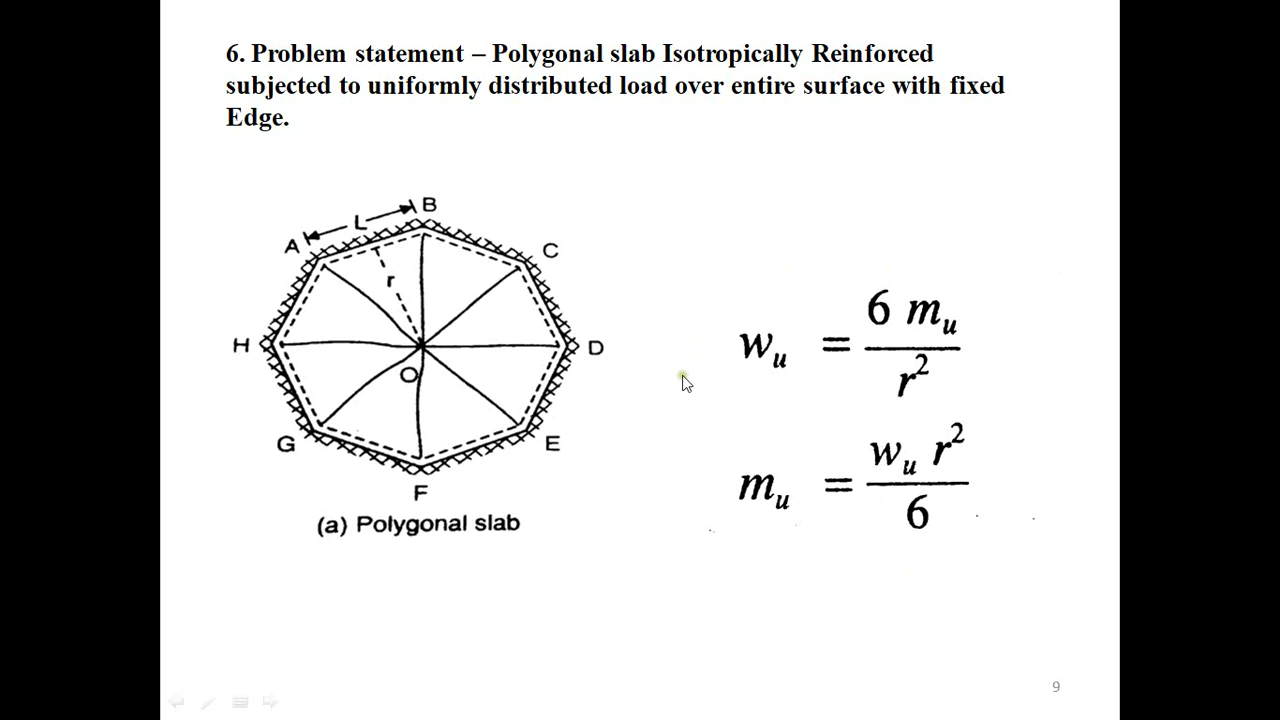 6. Problem statement – Polygonal slab Isotropically Reinforced
subjected to uniformly distributed load over entire surface with fixed
Edge.
B
L
A
C
r
H
D
O
G
E
F
(a) Polygonal slab
w_u = 6 m_u / r^2
m_u = w_u r^2 / 6
9